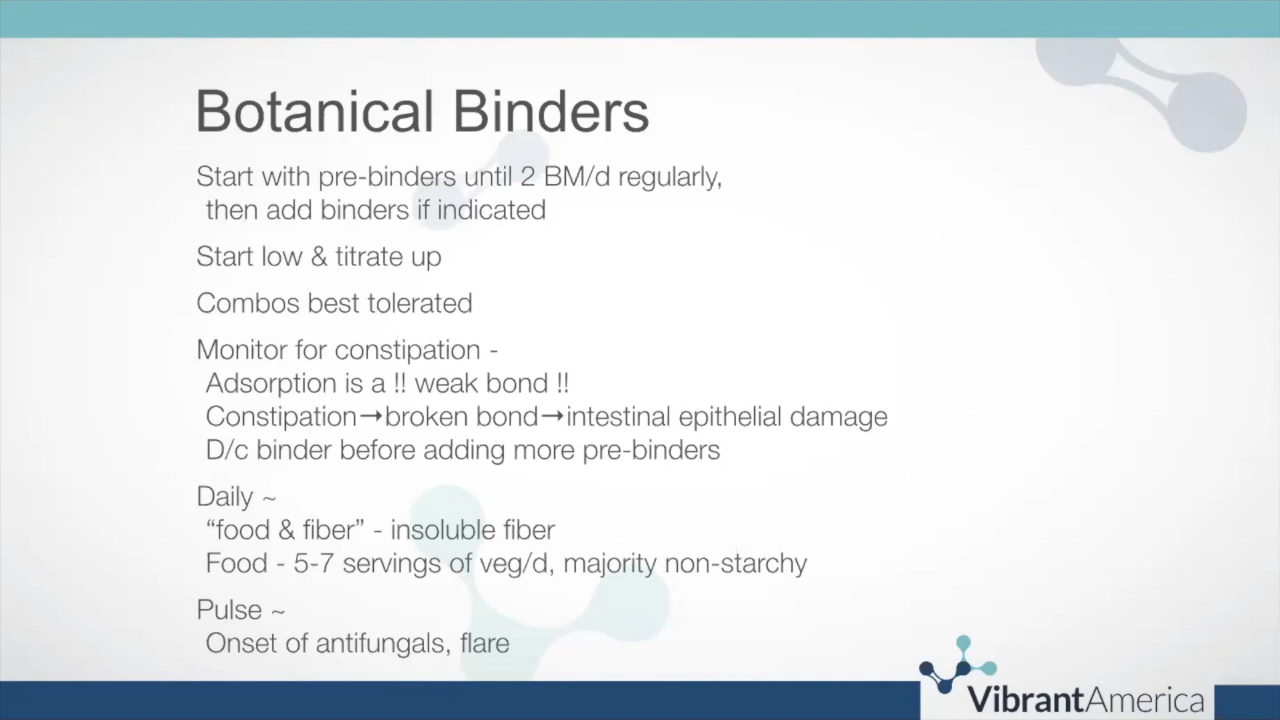 Botanical Binders
Start with pre-binders until 2 BM/d regularly,
then add binders if indicated
Start low & titrate up
Combos best tolerated
Monitor for constipation -
Adsorption is a !! weak bond !!
Constipation→broken bond→intestinal epithelial damage
D/c binder before adding more pre-binders
Daily ~
“food & fiber” - insoluble fiber
Food - 5-7 servings of veg/d, majority non-starchy
Pulse ~
Onset of antifungals, flare
VibrantAmerica